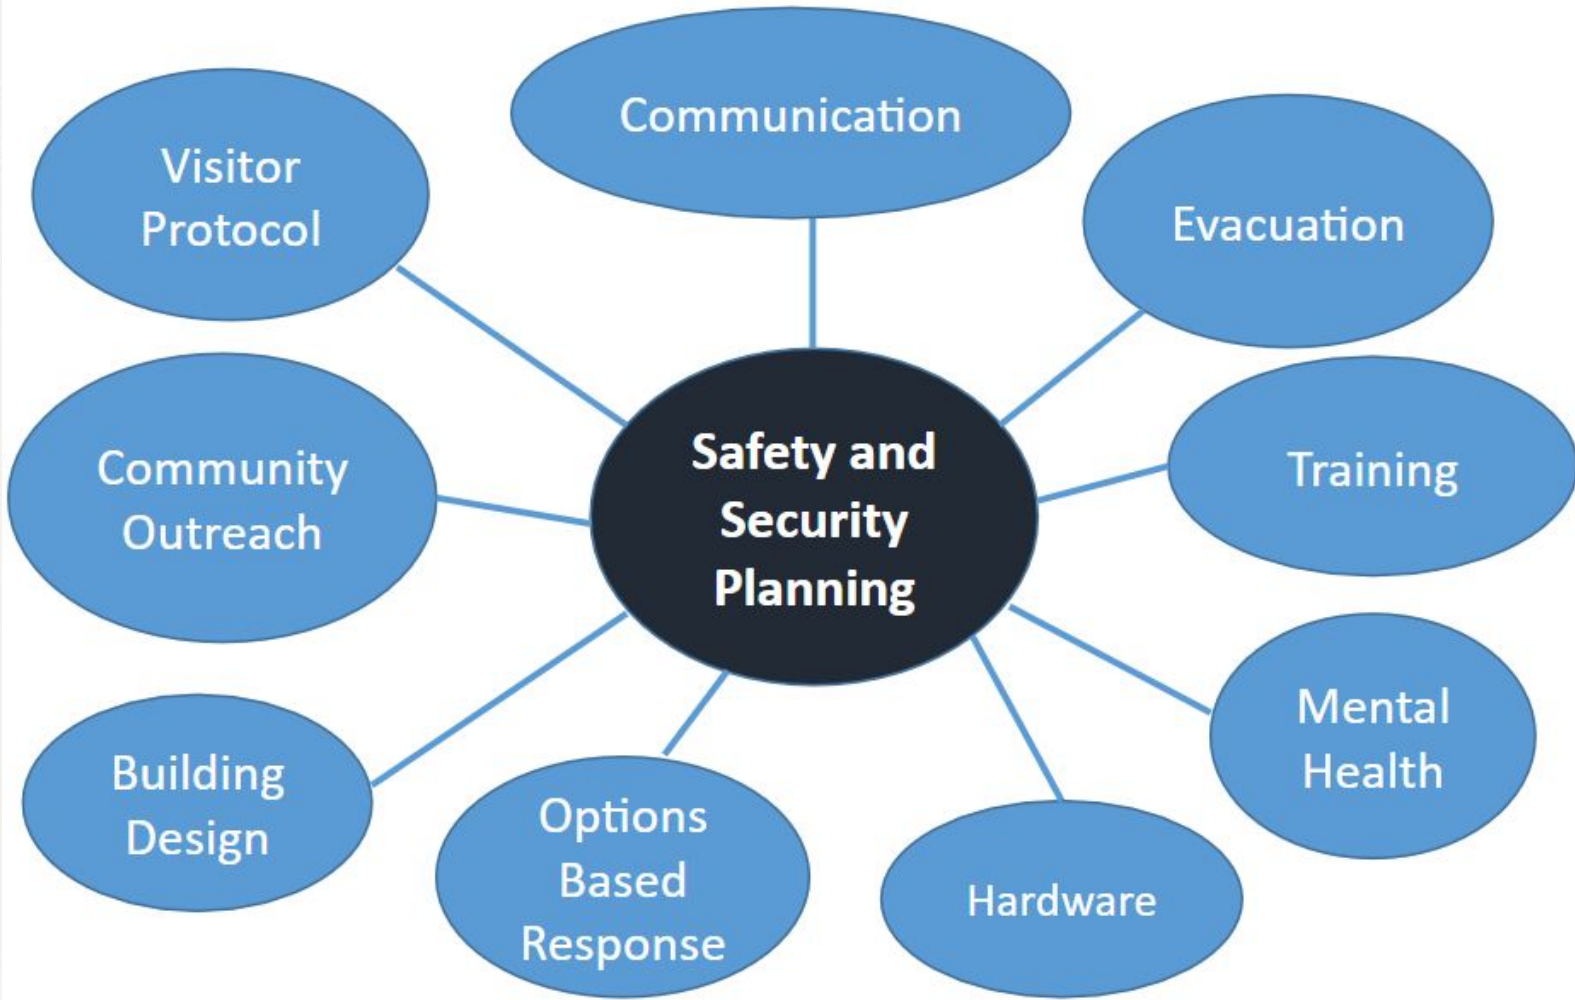 Communication
Visitor
Protocol
Evacuation
Community
Outreach
Safety and
Security
Planning
Training
Mental
Health
Building
Design
Options
Based
Response
Hardware